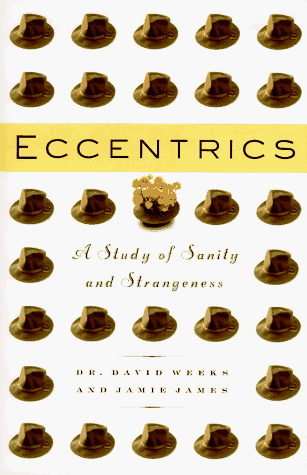 ECCENTRICS
A Study of Sanity
and Strangeness
DR. DAVID WEEKS
AND JAMIE JAMES